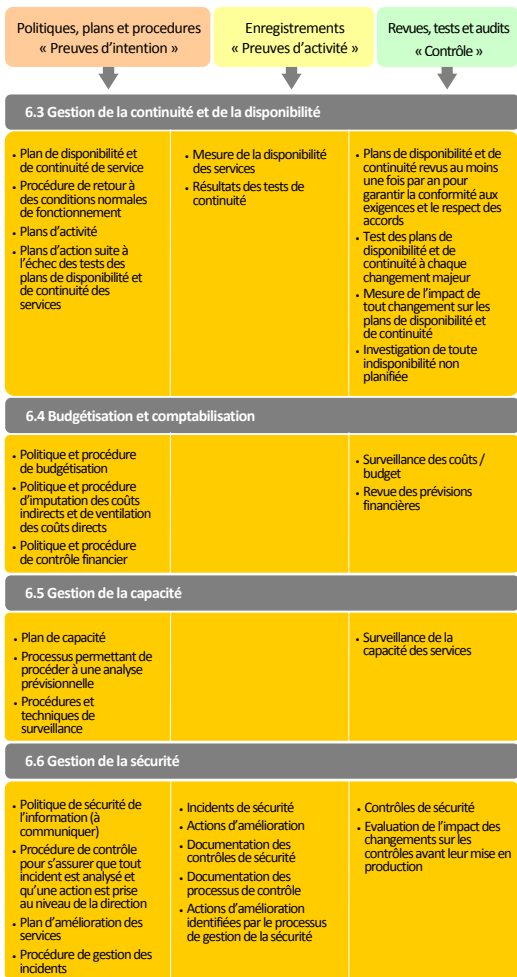 Politiques, plans et procedures
« Preuves d'intention »
Enregistrements
« Preuves d'activité »
Revues, tests et audits
« Contrôle »
6.3 Gestion de la continuité et de la disponibilité
• Plan de disponibilité et
de continuité de service
• Procédure de retour à
des conditions normales
de fonctionnement
• Plans d'activité
• Plans d'action suite à
l'échec des tests des
plans de disponibilité et
de continuité des
services
• Mesure de la disponibilité
des services
• Résultats des tests de
continuité
• Plans de disponibilité et de
continuité revus au moins
une fois par an pour
garantir la conformité aux
exigences et le respect des
accords
• Test des plans de
disponibilité et de
continuité à chaque
changement majeur
• Mesure de l'impact de
tout changement sur les
plans de disponibilité et
de continuité
• Investigation de toute
indisponibilité non
planifiée
6.4 Budgétisation et comptabilisation
• Politique et procédure
de budgétisation
• Politique et procédure
d'imputation des coûts
indirects et de ventilation
des coûts directs
• Politique et procédure
de contrôle financier
• Surveillance des coûts /
budget
• Revue des prévisions
financières
6.5 Gestion de la capacité
• Plan de capacité
• Processus permettant de
procéder à une analyse
prévisionnelle
• Procédures et
techniques de
surveillance
• Surveillance de la
capacité des services
6.6 Gestion de la sécurité
• Politique de sécurité de
l'information (à
communiquer)
• Procédure de contrôle
pour s'assurer que tout
incident est analysé et
qu'une action est prise
au niveau de la direction
• Plan d'amélioration des
services
• Procédure de gestion des
incidents
• Incidents de sécurité
• Actions d'amélioration
• Documentation des
contrôles de sécurité
• Documentation des
processus de contrôle
• Actions d'amélioration
identifiées par le processus
de gestion de la sécurité
• Contrôles de sécurité
• Evaluation de l'impact des
changements sur les
contrôles avant leur mise en
production